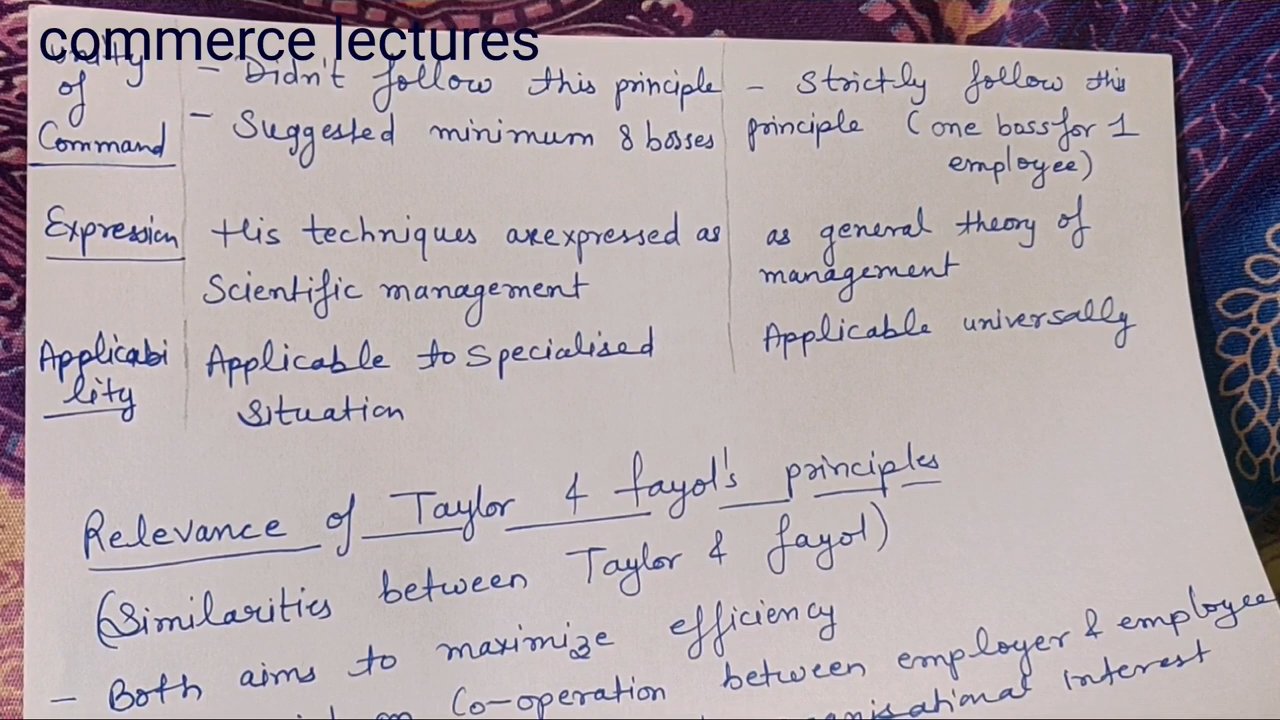 commerce lectures
Unity of Command - Didn't follow this principle - Strictly follow this
- Suggested minimum 8 bosses principle (one boss for 1
employee)
Expression His techniques are expressed as as general theory of
Scientific management management
Applicabi Applicable to Specialised Applicable universally
lity Situation
Relevance of Taylor & fayol's principles
(Similarities between Taylor & fayol)
- Both aims to maximize efficiency
Co-operation between employer & employee
interest